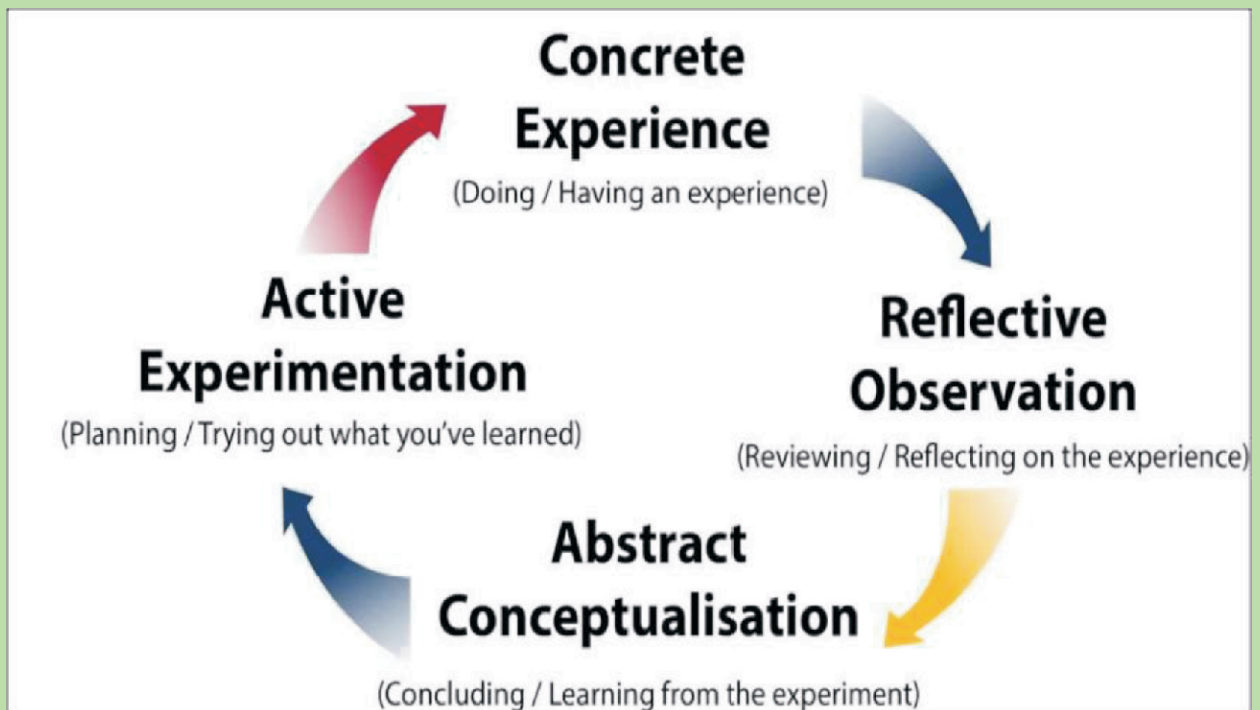 Concrete
Experience
(Doing / Having an experience)
Reflective
Observation
(Reviewing / Reflecting on the experience)
Abstract
Conceptualisation
(Concluding / Learning from the experiment)
Active
Experimentation
(Planning / Trying out what you've learned)